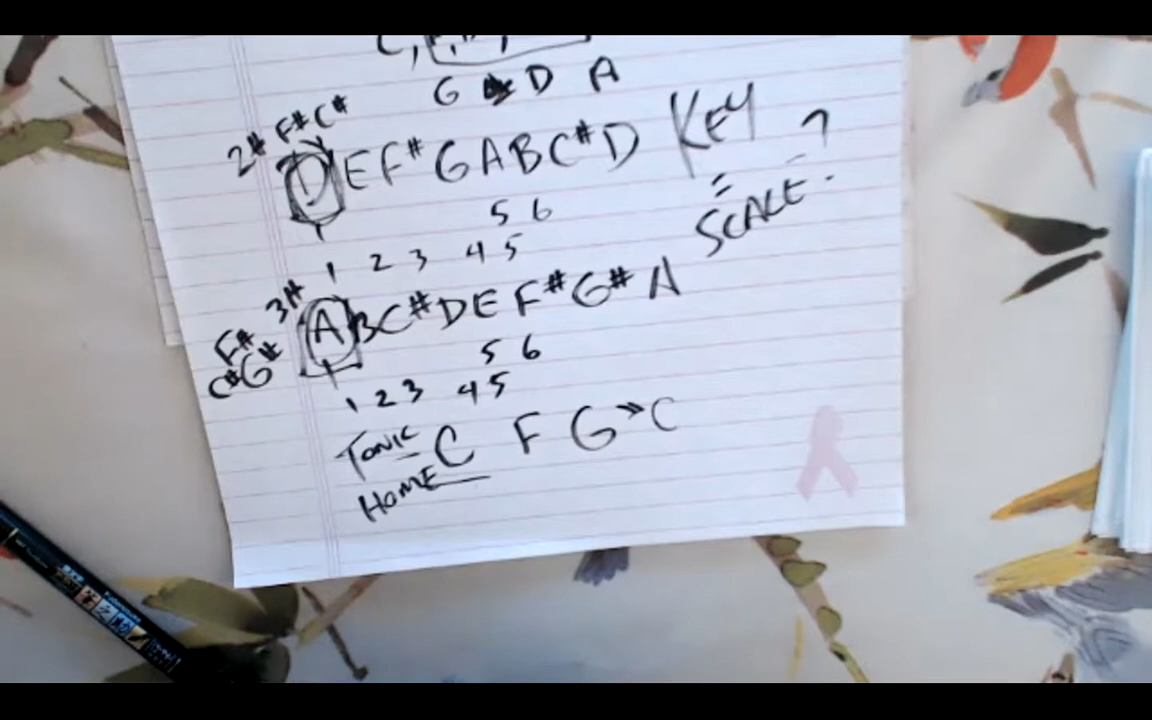 C,
G D A
2# F# C#
D E F# G A B C# D KEY
= SCALE ?
5 6
1 2 3 4 5
F# 3#
C# G# A B C# D E F# G# A
5 6
1 2 3 4 5
TONIC C F G » C
HOME